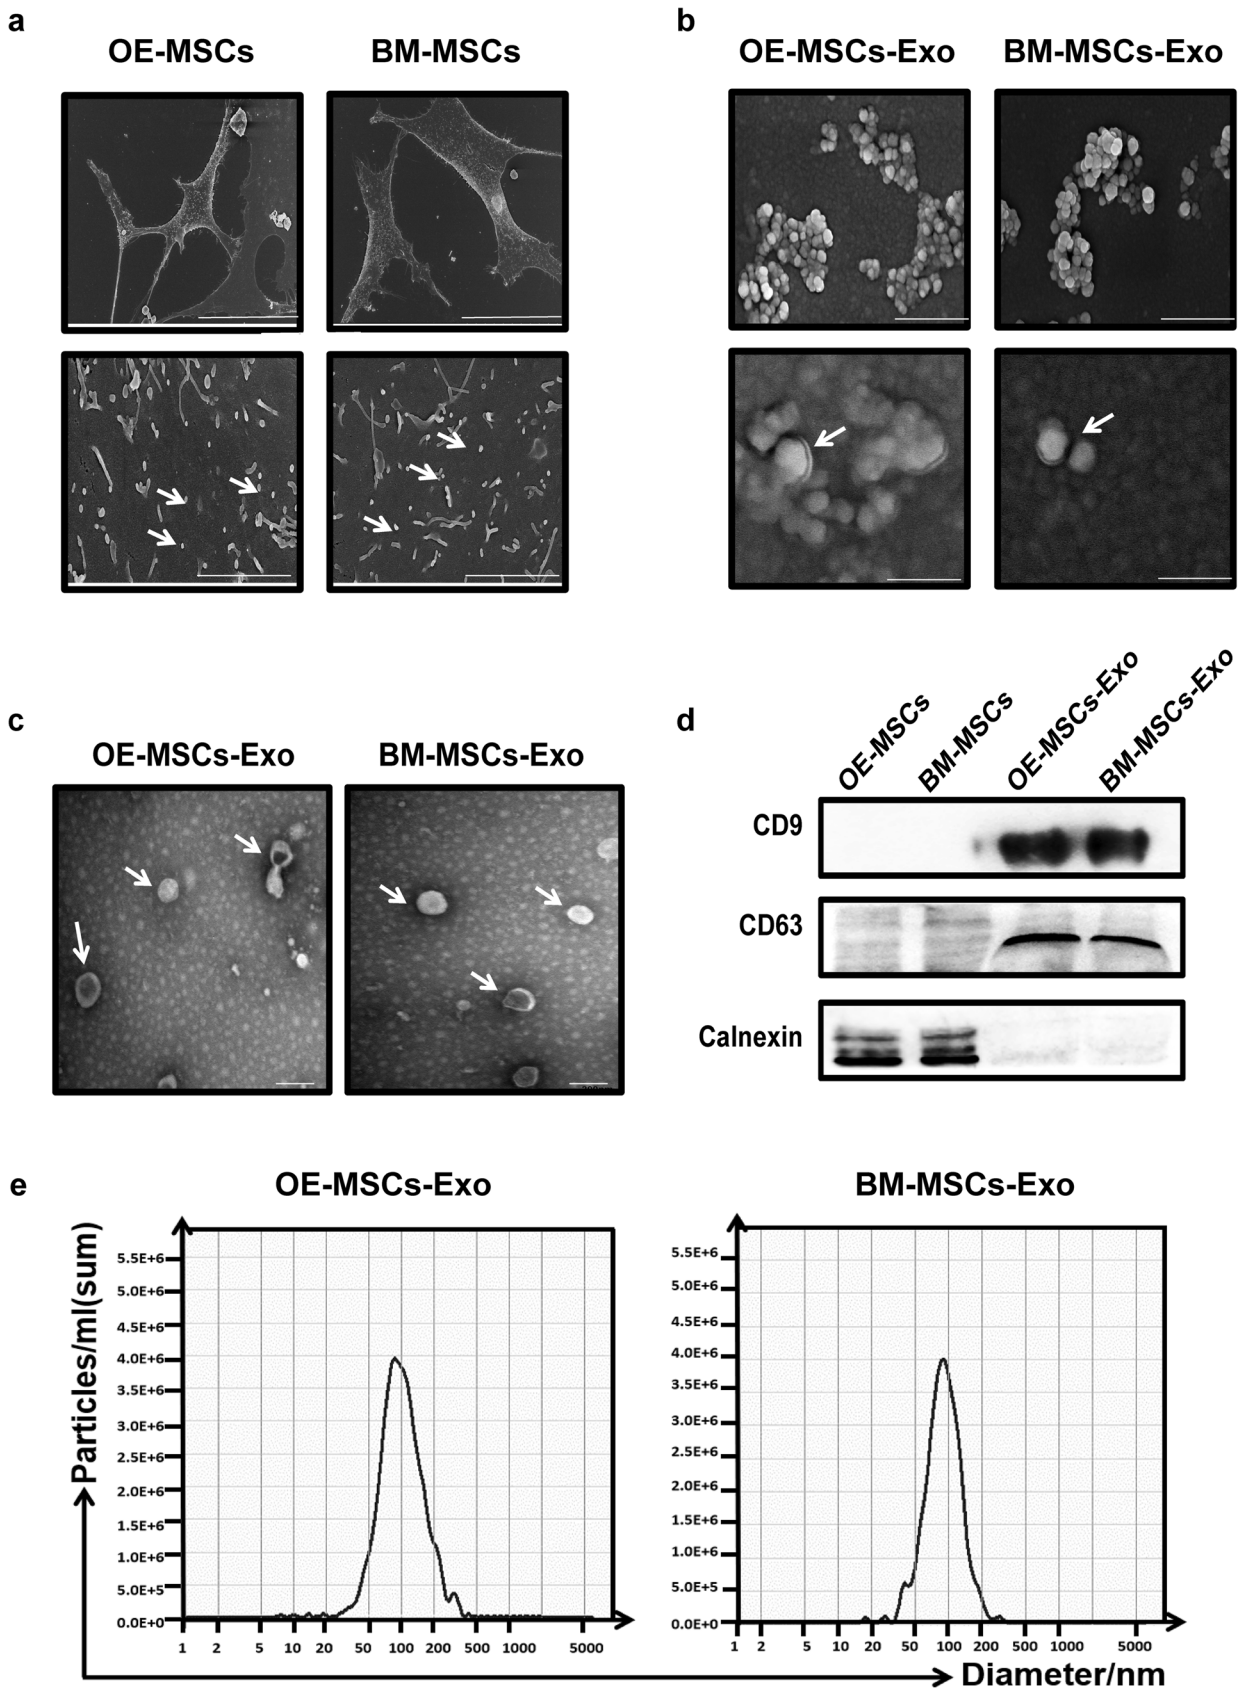 a
OE-MSCs BM-MSCs
b
OE-MSCs-Exo BM-MSCs-Exo
c
OE-MSCs-Exo BM-MSCs-Exo
d
OE-MSCs BM-MSCs OE-MSCs-Exo BM-MSCs-Exo
CD9
CD63
Calnexin
e
OE-MSCs-Exo BM-MSCs-Exo
Particles/ml(sum)
5.5E+6
5.0E+6
4.5E+6
4.0E+6
3.5E+6
3.0E+6
2.5E+6
2.0E+6
1.5E+6
1.0E+6
5.0E+5
0.0E+0
1 2 5 10 20 50 100 200 500 1000 5000
5.5E+6
5.0E+6
4.5E+6
4.0E+6
3.5E+6
3.0E+6
2.5E+6
2.0E+6
1.5E+6
1.0E+6
5.0E+5
0.0E+0
1 2 5 10 20 50 100 200 500 1000 5000
Diameter/nm